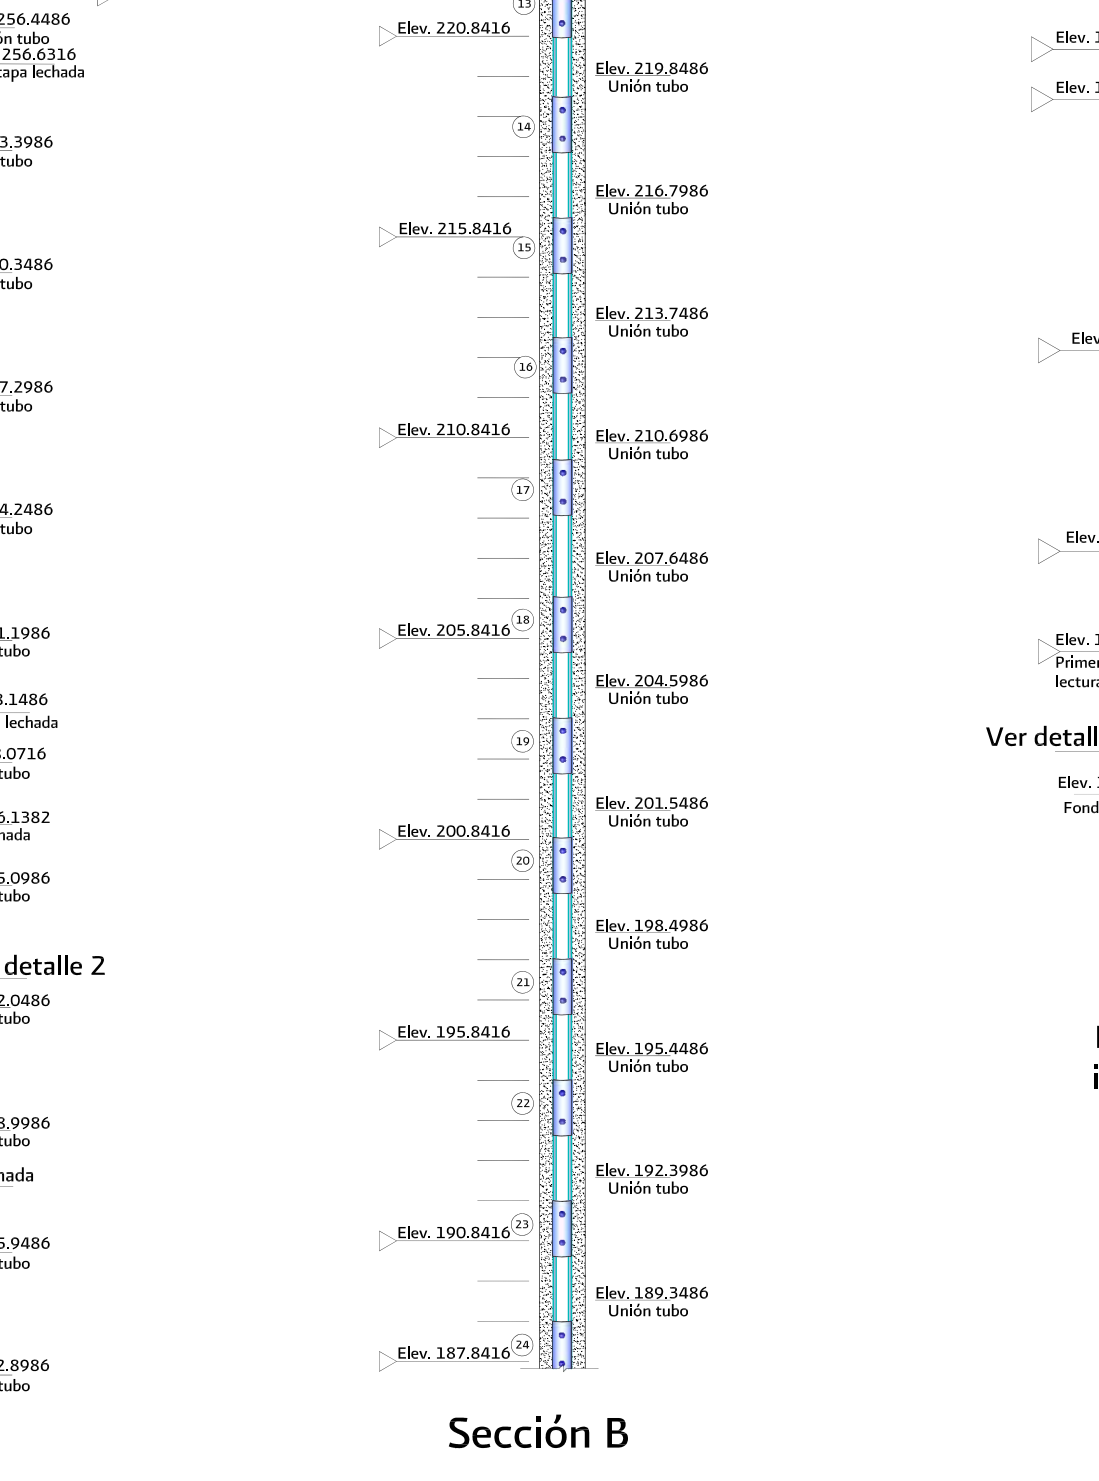 256.4486
ón tubo
256.6316
tapa lechada
3.3986
tubo
0.3486
tubo
7.2986
tubo
4.2486
tubo
1.1986
tubo
8.1486
lechada
.0716
tubo
6.1382
hada
5.0986
tubo
detalle 2
2.0486
tubo
8.9986
tubo
nada
5.9486
tubo
2.8986
tubo
13
Elev. 220.8416
Elev. 219.8486
Unión tubo
14
Elev. 216.7986
Unión tubo
Elev. 215.8416
15
Elev. 213.7486
Unión tubo
16
Elev. 210.8416
Elev. 210.6986
Unión tubo
17
Elev. 207.6486
Unión tubo
18
Elev. 205.8416
Elev. 204.5986
Unión tubo
19
Elev. 201.5486
Unión tubo
Elev. 200.8416
20
Elev. 198.4986
Unión tubo
21
Elev. 195.8416
Elev. 195.4486
Unión tubo
22
Elev. 192.3986
Unión tubo
23
Elev. 190.8416
Elev. 189.3486
Unión tubo
24
Elev. 187.8416
Sección B
Elev. 1
Elev. 1
Elev
Elev.
Elev. 1
Primer
lectura
Ver detall
Elev. 1
Fond